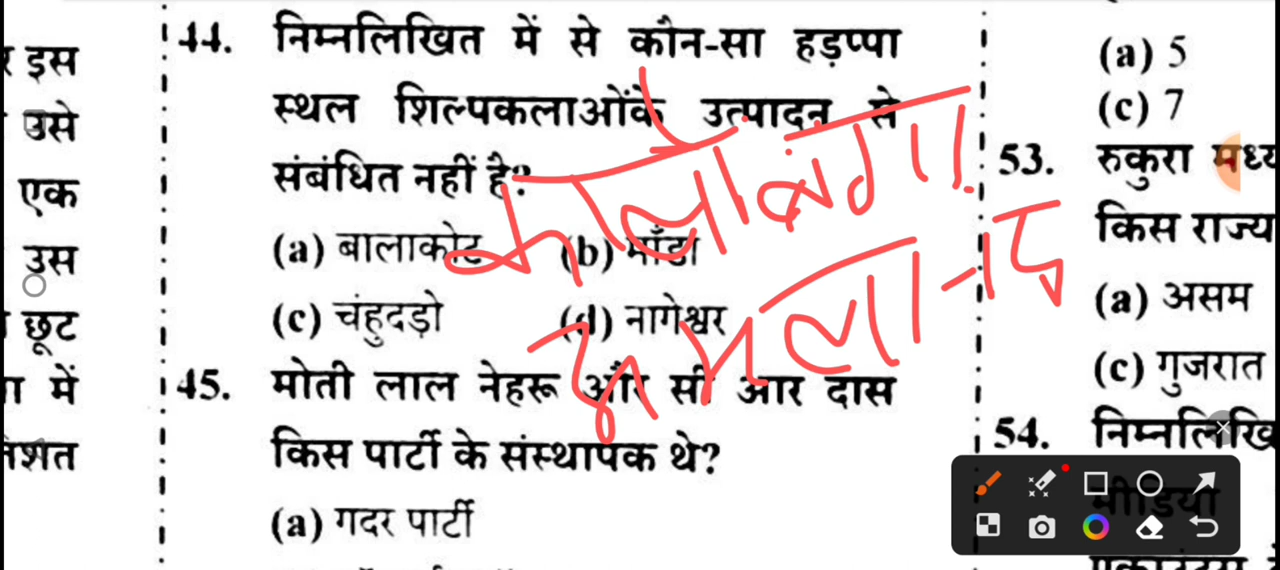 र इस
उसे
एक
उस
छूट
ा में
शत
44. निम्नलिखित में से कौन-सा हड़प्पा
स्थल शिल्पकलाओंके उत्पादन से
संबंधित नहीं है?
(a) बालाकोट (b) माँडा
(c) चंहुदड़ो (d) नागेश्वर
45. मोती लाल नेहरू और सी आर दास
किस पार्टी के संस्थापक थे?
(a) गदर पार्टी
कालीबंगा
(a) 5
(c) 7
53. रुकुरा मध्य
किस राज्य
(a) असम
(c) गुजरात
54. निम्नलिखि
मीडिया